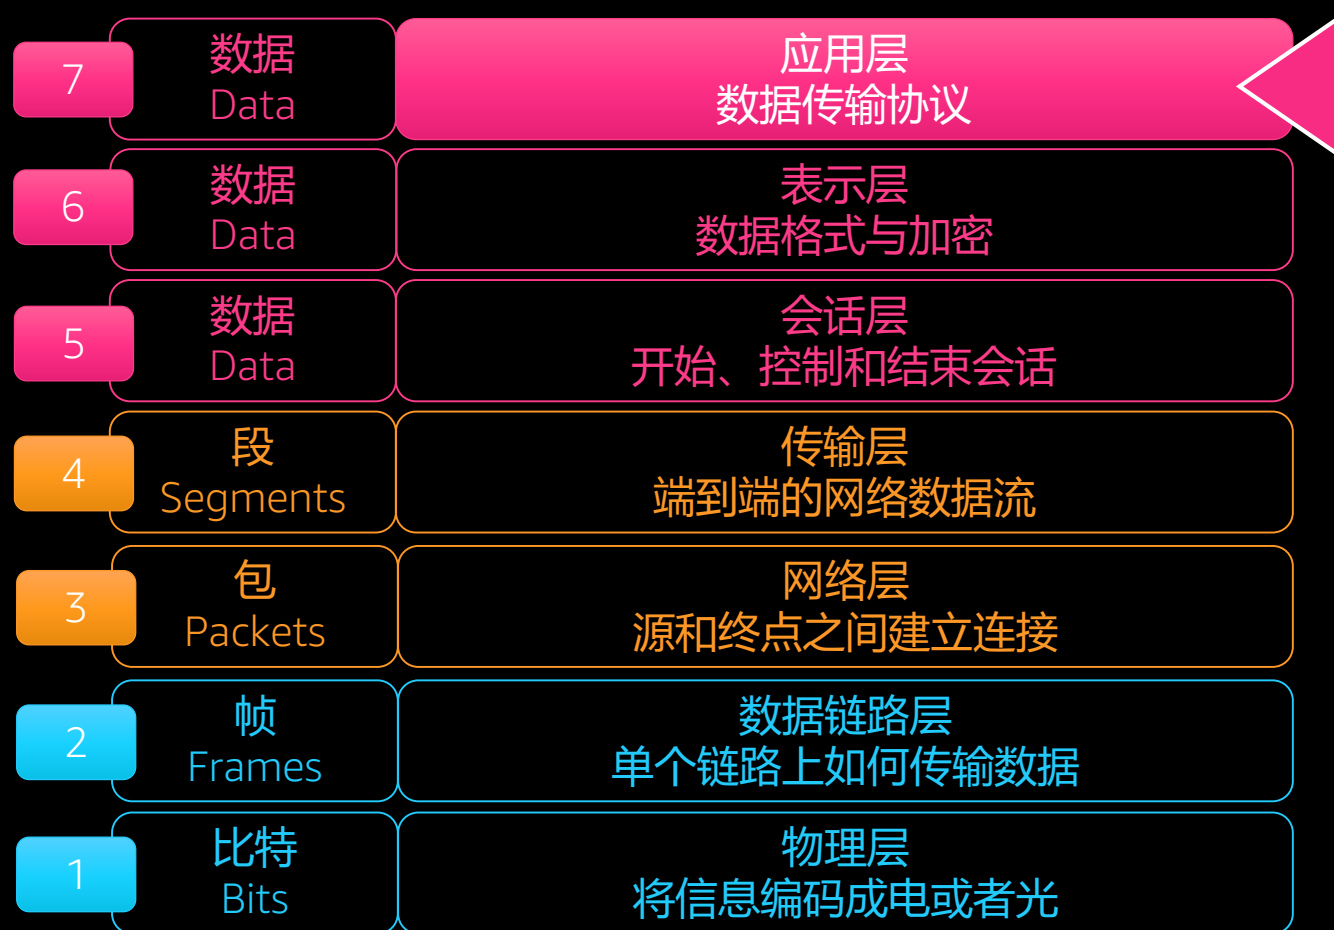 7
数据
Data
应用层
数据传输协议
6
数据
Data
表示层
数据格式与加密
5
数据
Data
会话层
开始、控制和结束会话
4
段
Segments
传输层
端到端的网络数据流
3
包
Packets
网络层
源和终点之间建立连接
2
帧
Frames
数据链路层
单个链路上如何传输数据
1
比特
Bits
物理层
将信息编码成电或者光